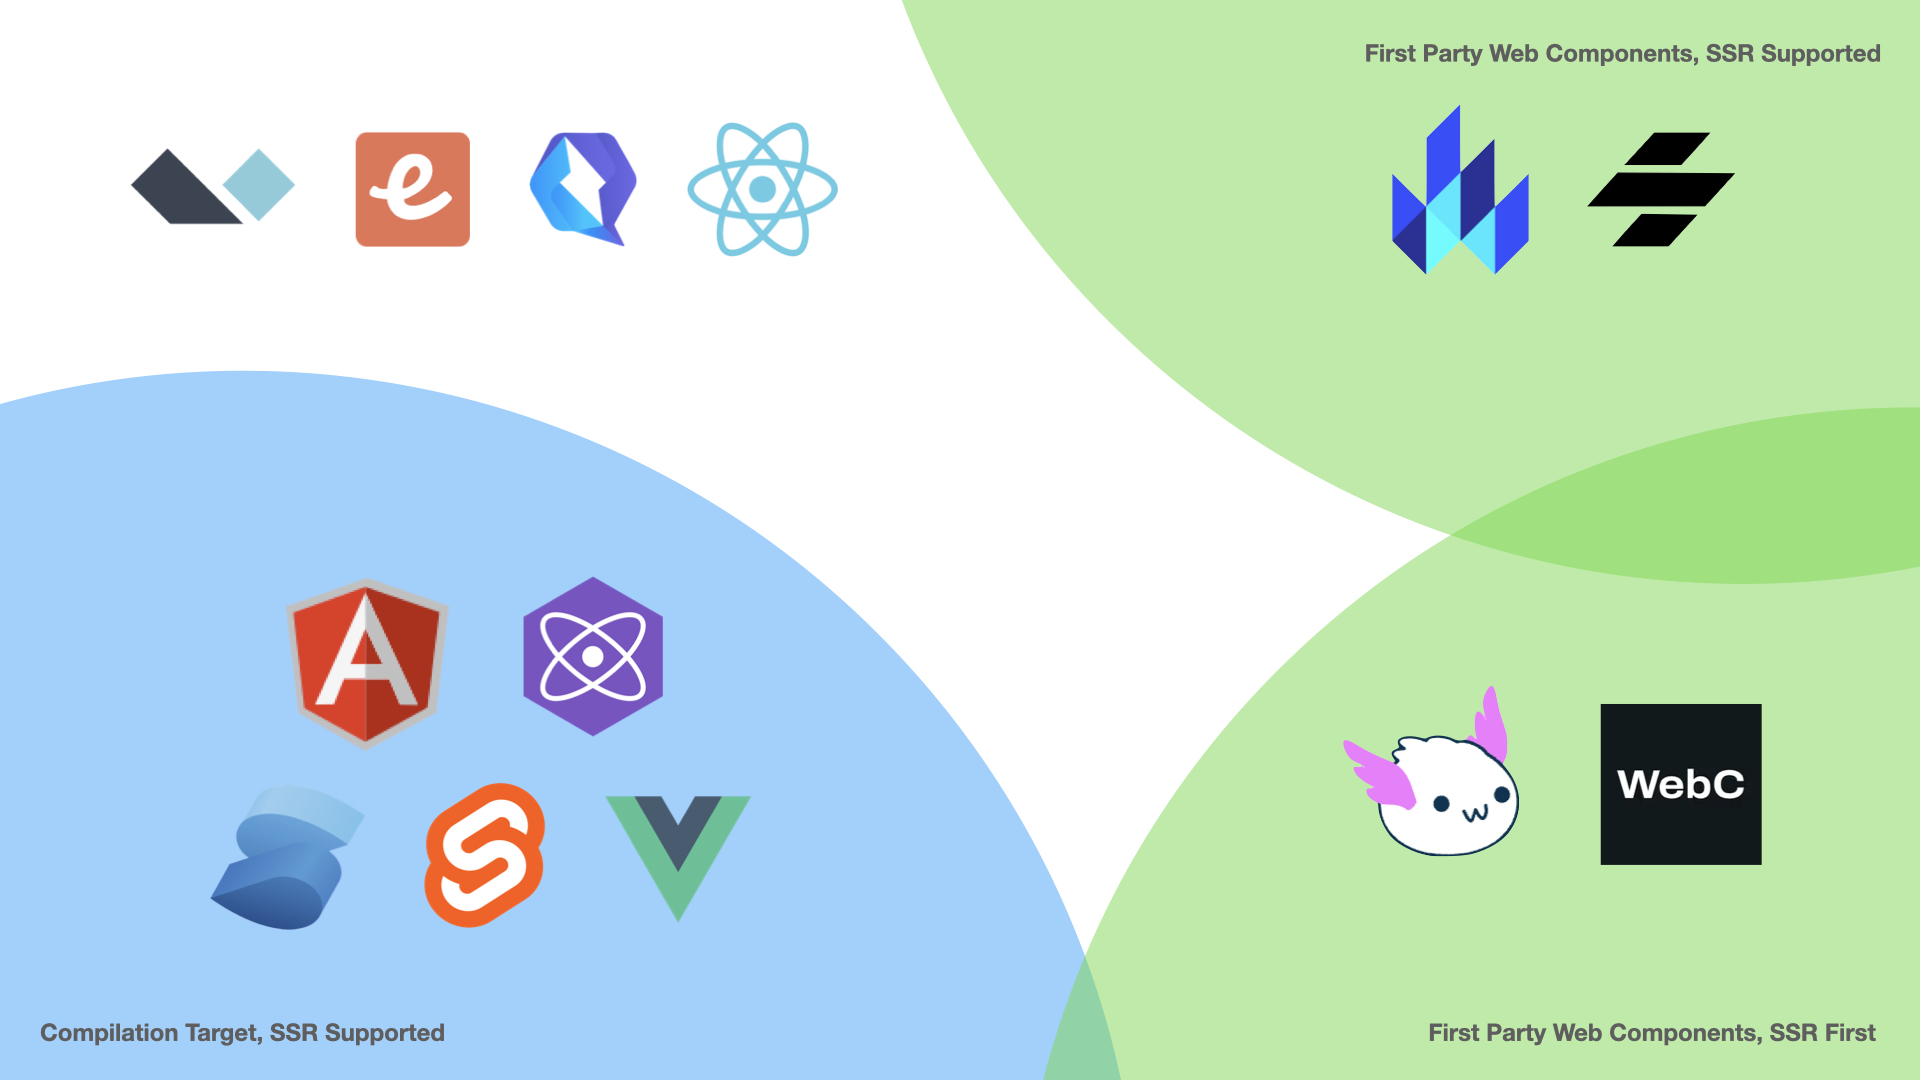 First Party Web Components, SSR Supported
e
WebC
Compilation Target, SSR Supported
First Party Web Components, SSR First